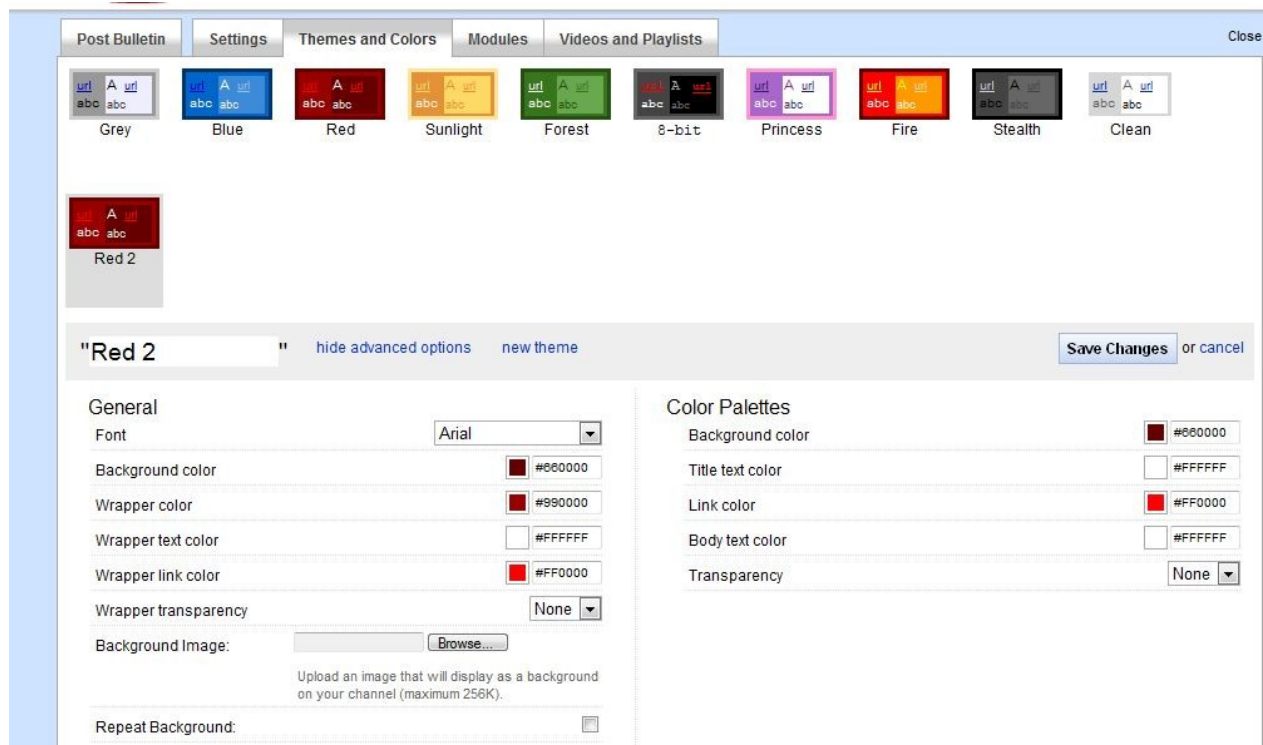 Post Bulletin Settings Themes and Colors Modules Videos and Playlists Close
url A url url A url url A url url A url url A url url A url url A url url A url url A url url A url
abc abc abc abc abc abc abc abc abc abc abc abc abc abc abc abc abc abc abc abc
Grey Blue Red Sunlight Forest 8-bit Princess Fire Stealth Clean
url A url
abc abc
Red 2
"Red 2 " hide advanced options new theme Save Changes or cancel
General
Font Arial
Background color #660000
Wrapper color #990000
Wrapper text color #FFFFFF
Wrapper link color #FF0000
Wrapper transparency None
Background Image: Browse...
Upload an image that will display as a background
on your channel (maximum 256K).
Repeat Background:
Color Palettes
Background color #660000
Title text color #FFFFFF
Link color #FF0000
Body text color #FFFFFF
Transparency None